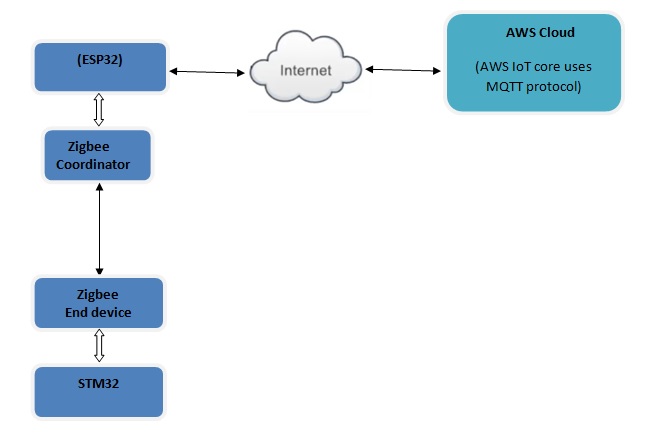 (ESP32)
Internet
AWS Cloud
(AWS IoT core uses
MQTT protocol)
Zigbee
Coordinator
Zigbee
End device
STM32